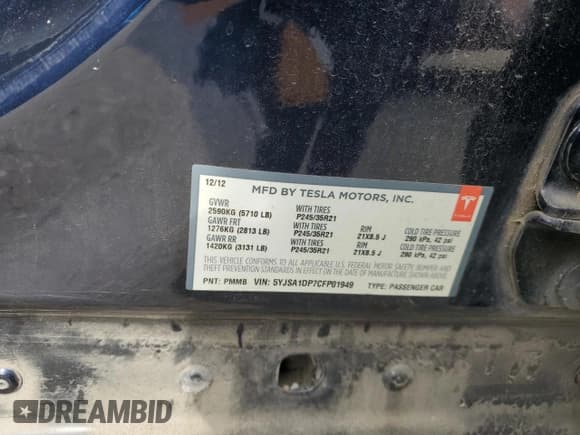 12/12 MFD BY TESLA MOTORS, INC.
GVWR
2590KG (5710 LB) WITH TIRES P245/35R21
GAWR FRT
1276KG (2813 LB) WITH TIRES P245/35R21 RIM 21X8.5 J COLD TIRE PRESSURE 290 kPa, 42 psi
GAWR RR
1420KG (3131 LB) WITH TIRES P245/35R21 RIM 21X8.5 J COLD TIRE PRESSURE 290 kPa, 42 psi
THIS VEHICLE CONFORMS TO ALL APPLICABLE U.S. FEDERAL MOTOR SAFETY, BUMPER AND
THEFT PREVENTION STANDARDS IN EFFECT ON THE DATE OF MANUFACTURE SHOWN ABOVE.
PNT: PMMB VIN: 5YJSA1DP7CFP01949 TYPE: PASSENGER CAR
TESLA
DREAMBID